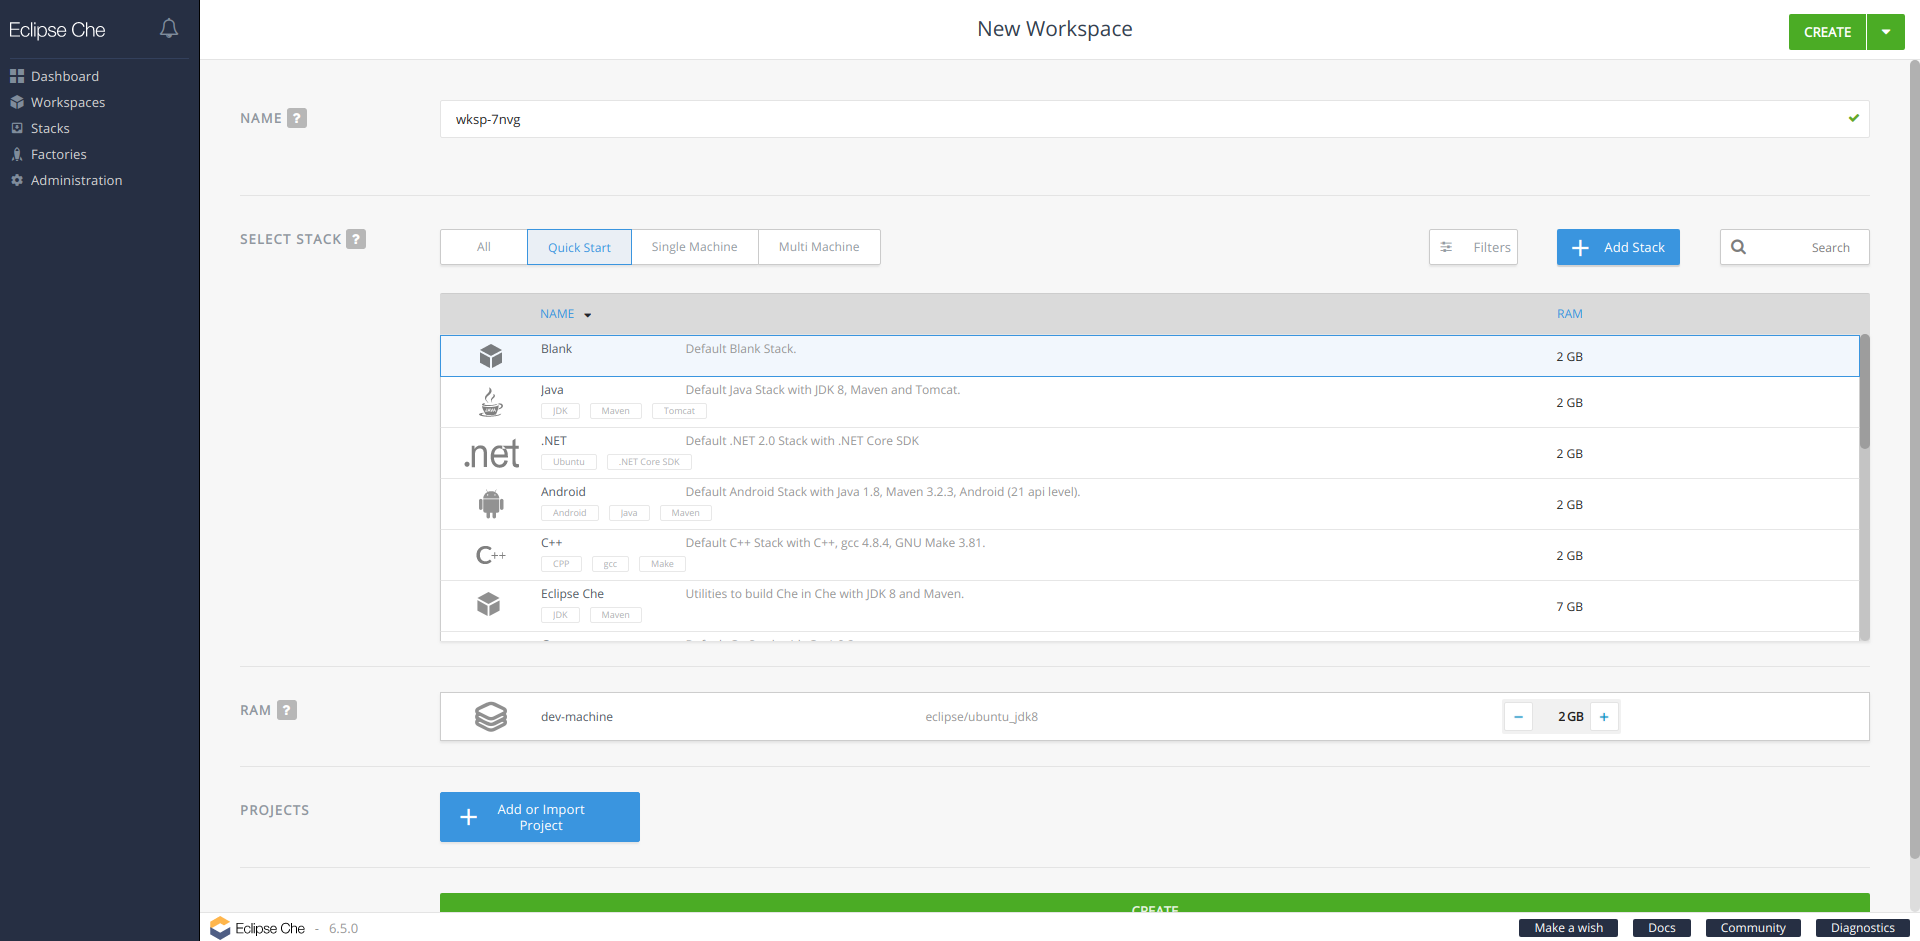 Eclipse Che
New Workspace
CREATE
Dashboard
Workspaces
Stacks
Factories
Administration
NAME ?
wksp-7nvg
SELECT STACK ?
All
Quick Start
Single Machine
Multi Machine
Filters
Add Stack
Search
NAME
RAM
Blank
Default Blank Stack.
2 GB
Java
Default Java Stack with JDK 8, Maven and Tomcat.
JDK
Maven
Tomcat
2 GB
.net
.NET
Default .NET 2.0 Stack with .NET Core SDK
Ubuntu
.NET Core SDK
2 GB
Android
Default Android Stack with Java 1.8, Maven 3.2.3, Android (21 api level).
Android
Java
Maven
2 GB
C++
C++
Default C++ Stack with C++, gcc 4.8.4, GNU Make 3.81.
CPP
gcc
Make
2 GB
Eclipse Che
Utilities to build Che in Che with JDK 8 and Maven.
JDK
Maven
7 GB
RAM ?
dev-machine
eclipse/ubuntu_jdk8
− 2 GB +
PROJECTS
Add or Import
Project
CREATE
Eclipse Che - 6.5.0
Make a wish
Docs
Community
Diagnostics